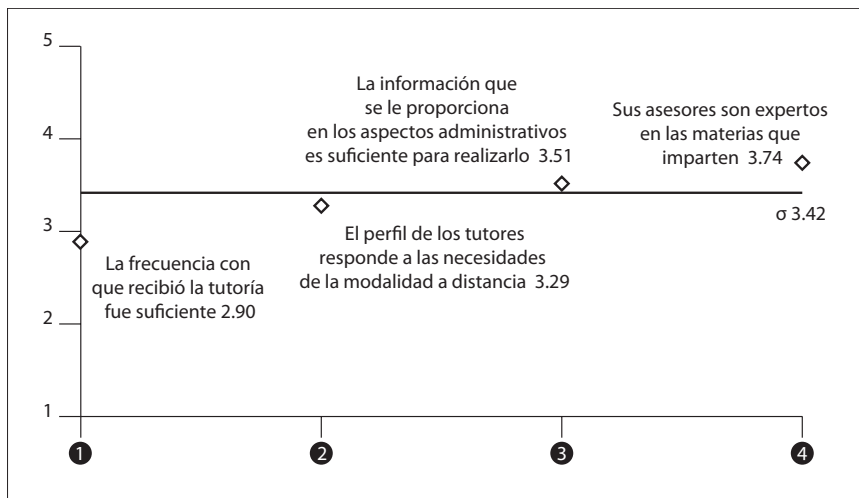 5
4
3
2
1
La información que
se le proporciona
en los aspectos administrativos
es suficiente para realizarlo 3.51
Sus asesores son expertos
en las materias que
imparten 3.74
σ 3.42
El perfil de los tutores
responde a las necesidades
de la modalidad a distancia 3.29
La frecuencia con
que recibió la tutoría
fue suficiente 2.90
1
2
3
4